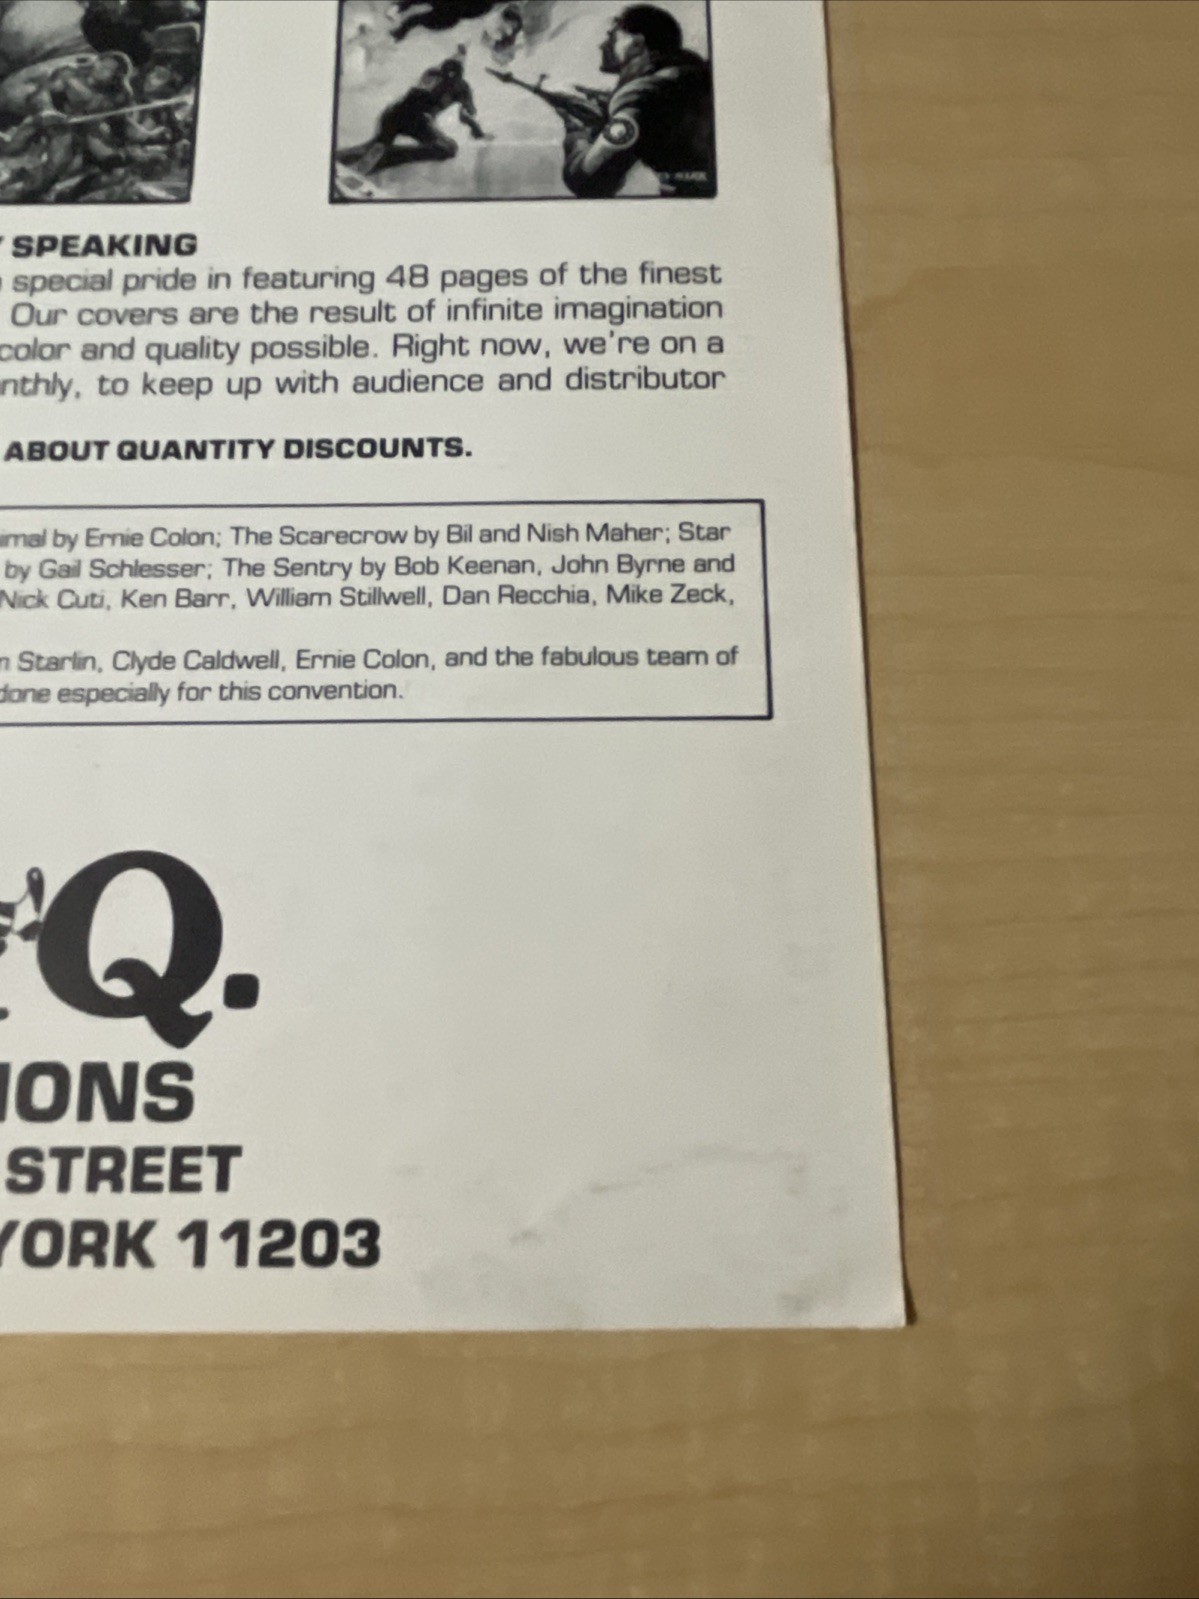 SPEAKING
special pride in featuring 48 pages of the finest
Our covers are the result of infinite imagination
color and quality possible. Right now, we're on a
nthly, to keep up with audience and distributor
ABOUT QUANTITY DISCOUNTS.
imal by Ernie Colon; The Scarecrow by Bil and Nish Maher; Star
by Gail Schlesser; The Sentry by Bob Keenan, John Byrne and
Nick Cuti, Ken Barr, William Stillwell, Dan Recchia, Mike Zeck,
n Starlin, Clyde Caldwell, Ernie Colon, and the fabulous team of
done especially for this convention.
Q.
IONS
STREET
YORK 11203